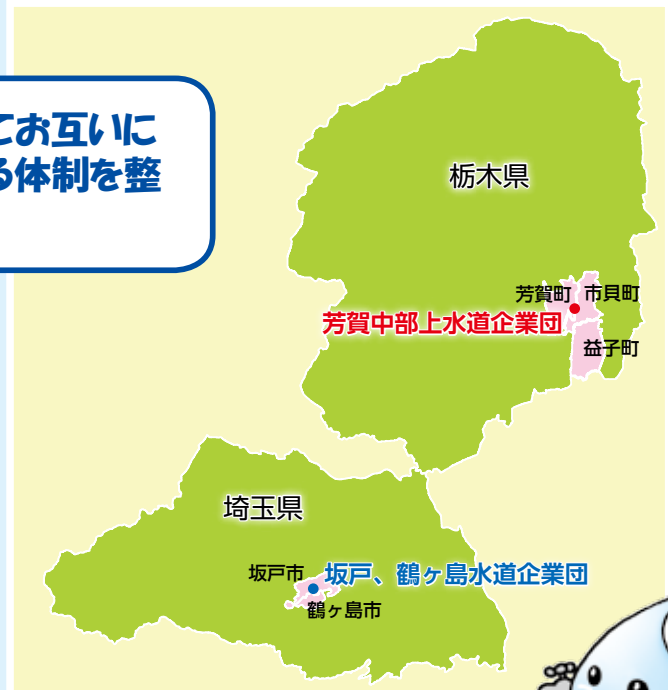 てお互いに
る体制を整
栃木県
芳賀町 市貝町
芳賀中部上水道企業団
益子町
埼玉県
坂戸市 坂戸、鶴ヶ島水道企業団
鶴ヶ島市